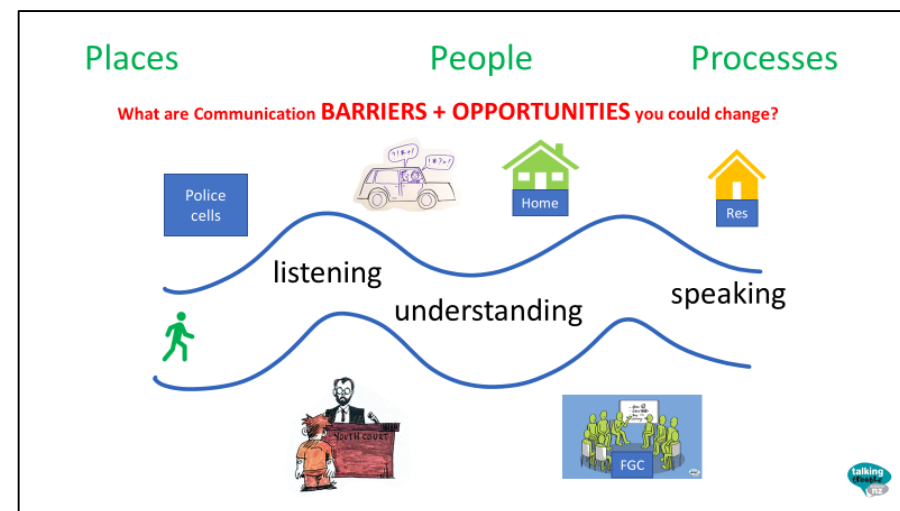 Places People Processes
What are Communication BARRIERS + OPPORTUNITIES you could change?
Police
cells
Home
Res
listening
understanding
speaking
YOUTH COURT
FGC
talking
trouble
nz